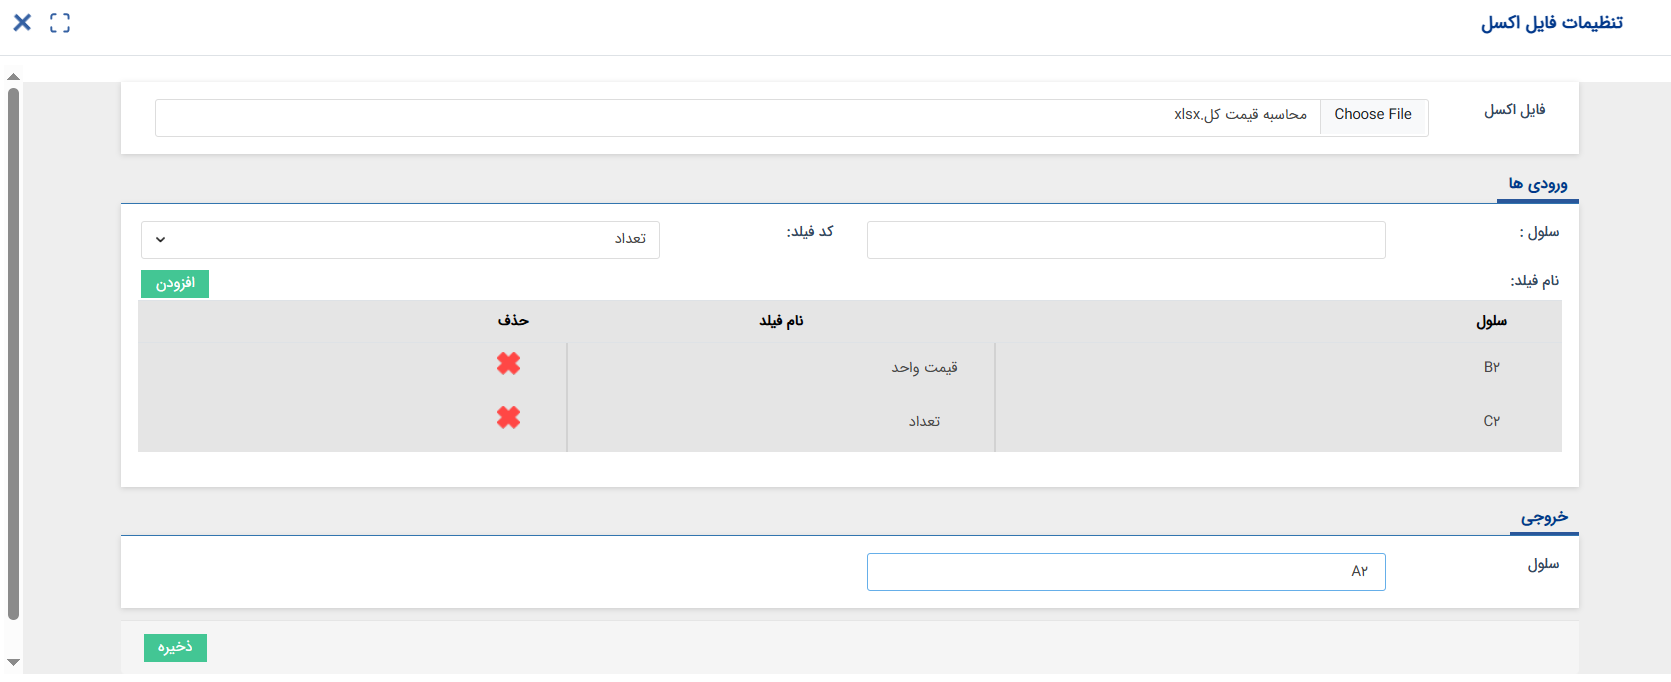 تنظیمات فایل اکسل
فایل اکسل
Choose File
محاسبه قیمت کل.xlsx
ورودی ها
سلول :
کد فیلد:
تعداد
نام فیلد:
افزودن
سلول نام فیلد حذف
B۲ قیمت واحد
C۲ تعداد
خروجی
سلول
A۲
ذخیره